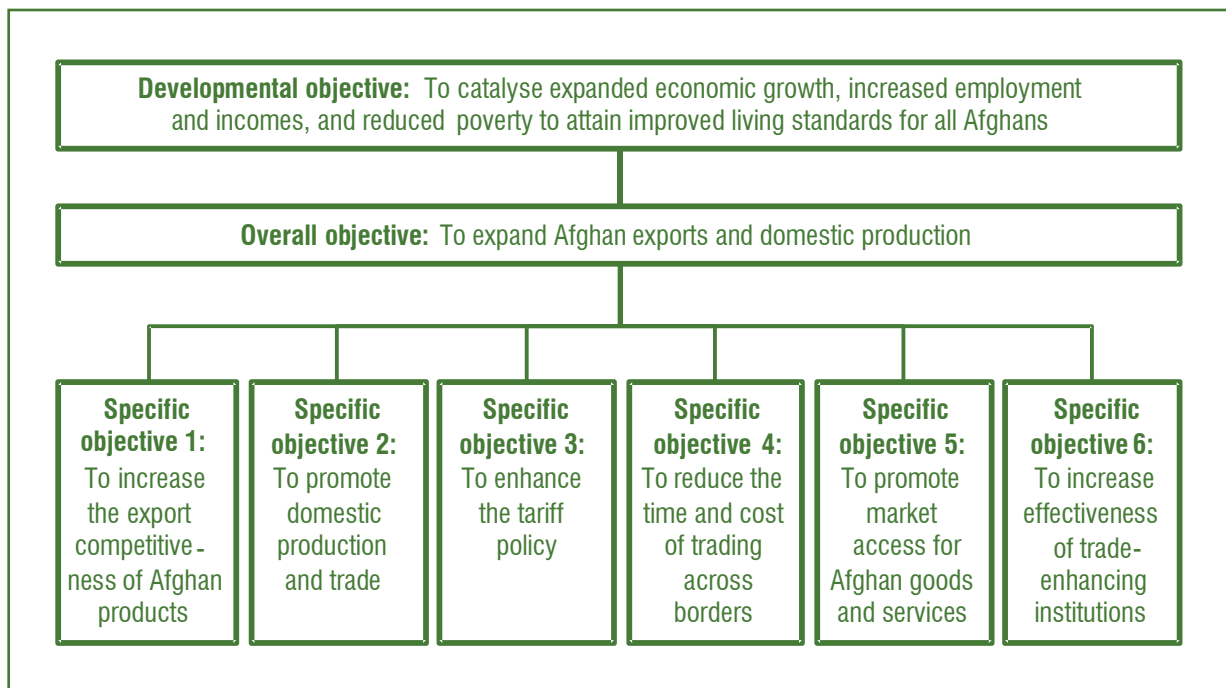 Developmental objective: To catalyse expanded economic growth, increased employment
and incomes, and reduced poverty to attain improved living standards for all Afghans
Overall objective: To expand Afghan exports and domestic production
Specific
objective 1:
To increase
the export
competitive-
ness of Afghan
products
Specific
objective 2:
To promote
domestic
production
and trade
Specific
objective 3:
To enhance
the tariff
policy
Specific
objective 4:
To reduce the
time and cost
of trading
across
borders
Specific
objective 5:
To promote
market
access for
Afghan goods
and services
Specific
objective 6:
To increase
effectiveness
of trade-
enhancing
institutions